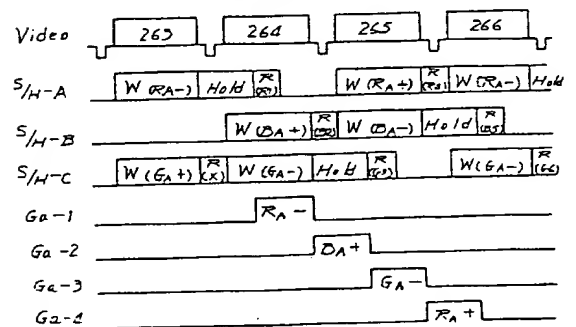 Video 263 264 265 266
S/H-A W (RA-) Hold R W (RA+) R W (RA-) Hold
S/H-B W (BA+) R W (BA-) Hold R
S/H-C W (GA+) R (X) W (GA-) Hold R W (GA-) R
Ga-1 RA-
Ga-2 BA+
Ga-3 GA-
Ga-4 RA+